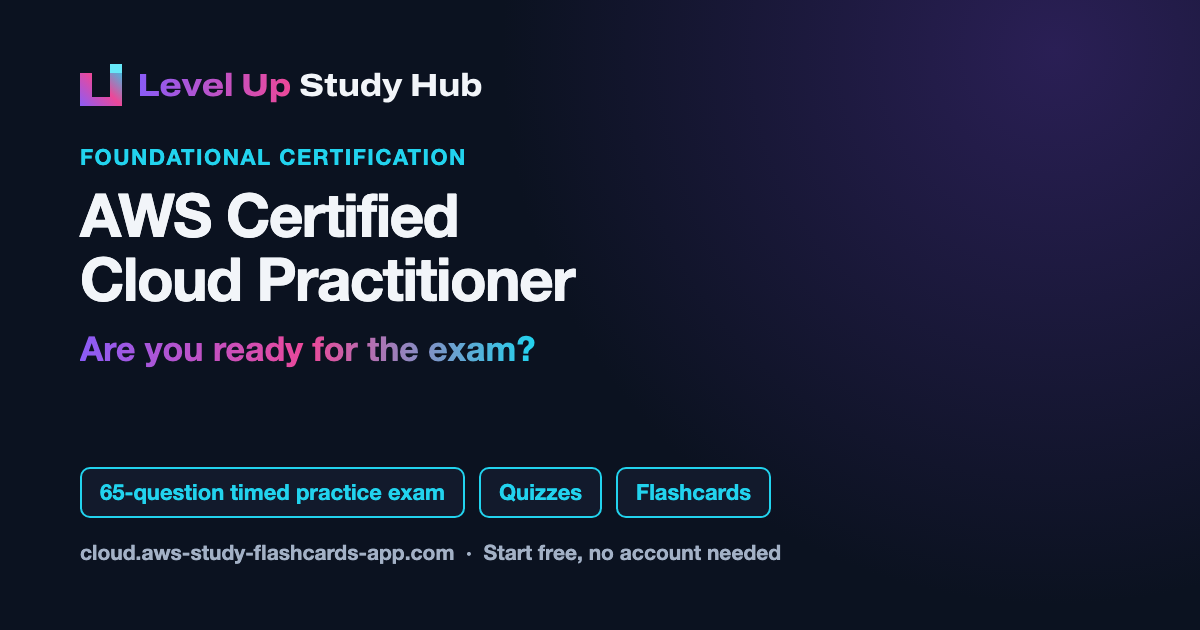 Level Up Study Hub
FOUNDATIONAL CERTIFICATION
AWS Certified
Cloud Practitioner
Are you ready for the exam?
65-question timed practice exam
Quizzes
Flashcards
cloud.aws-study-flashcards-app.com · Start free, no account needed